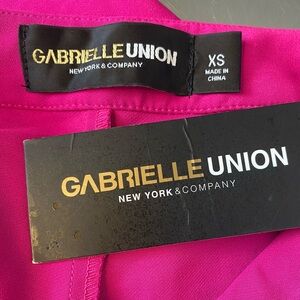 GABRIELLE UNION
NEW YORK & COMPANY
XS
MADE IN
CHINA
GABRIELLE UNION
NEW YORK & COMPANY